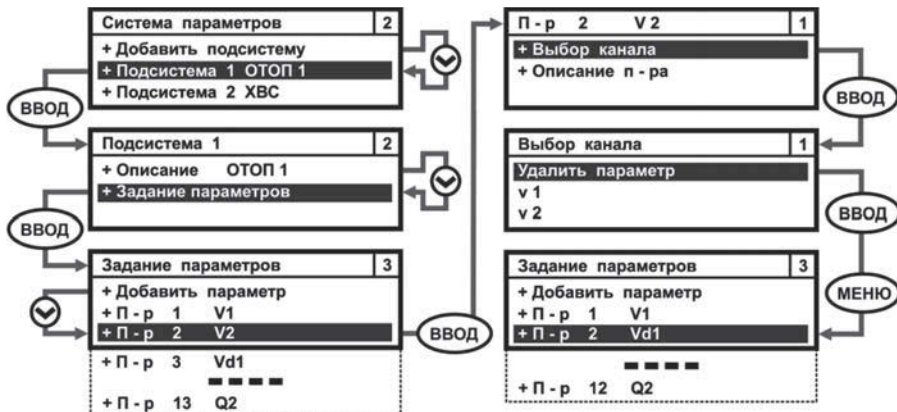 Система параметров 2
+ Добавить подсистему
+ Подсистема 1 ОТОП 1
+ Подсистема 2 ХВС
ВВОД
Подсистема 1 2
+ Описание ОТОП 1
+ Задание параметров
ВВОД
Задание параметров 3
+ Добавить параметр
+ П - р 1 V1
+ П - р 2 V2
+ П - р 3 Vd1
+ П - р 13 Q2
ВВОД
П - р 2 V 2 1
+ Выбор канала
+ Описание п - ра
ВВОД
Выбор канала 1
Удалить параметр
v 1
v 2
ВВОД
МЕНЮ
Задание параметров 3
+ Добавить параметр
+ П - р 1 V1
+ П - р 2 Vd1
+ П - р 12 Q2